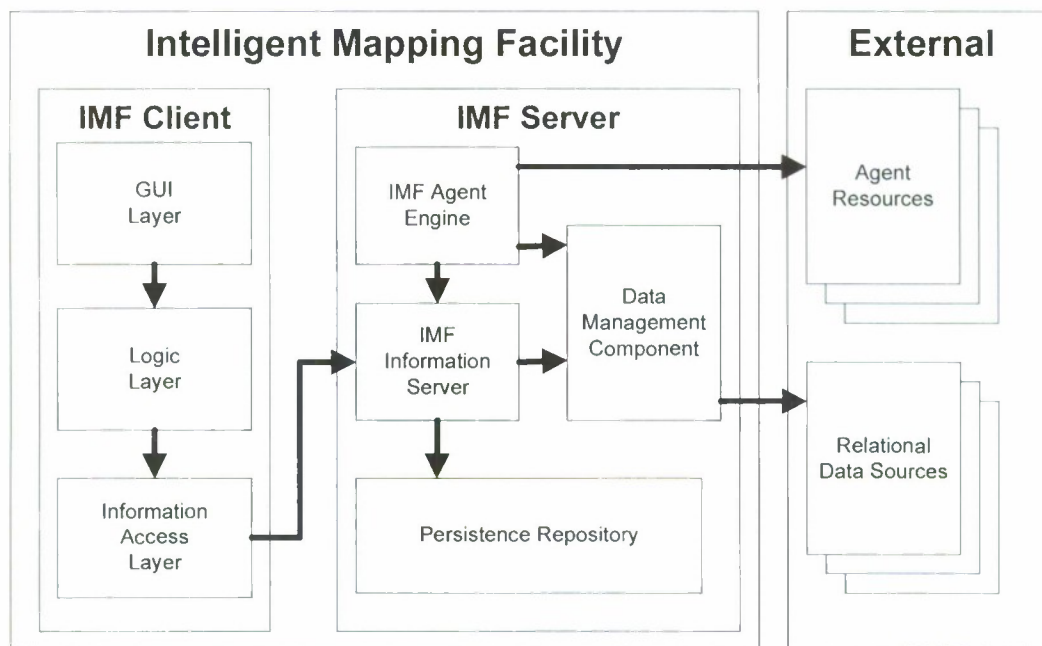 Intelligent Mapping Facility
External
IMF Client
IMF Server
GUI
Layer
Logic
Layer
Information
Access
Layer
IMF Agent
Engine
IMF
Information
Server
Data
Management
Component
Persistence Repository
Agent
Resources
Relational
Data Sources